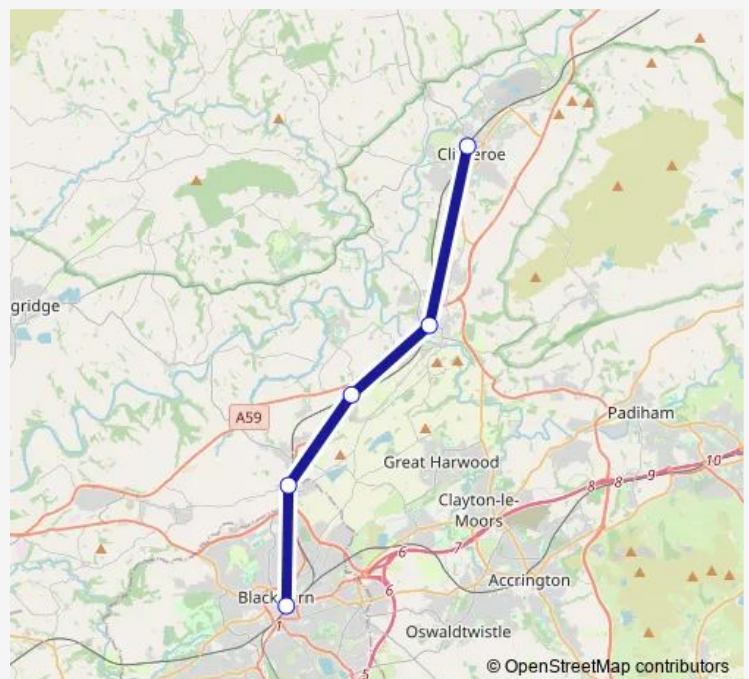 Cli eroe
gridge
A59
Padiham
Great Harwood
10
9
8
8
Clayton-le-
Moors
7
6
6
Accrington
Black rn
1
Oswaldtwistle
5
© OpenStreetMap contributors